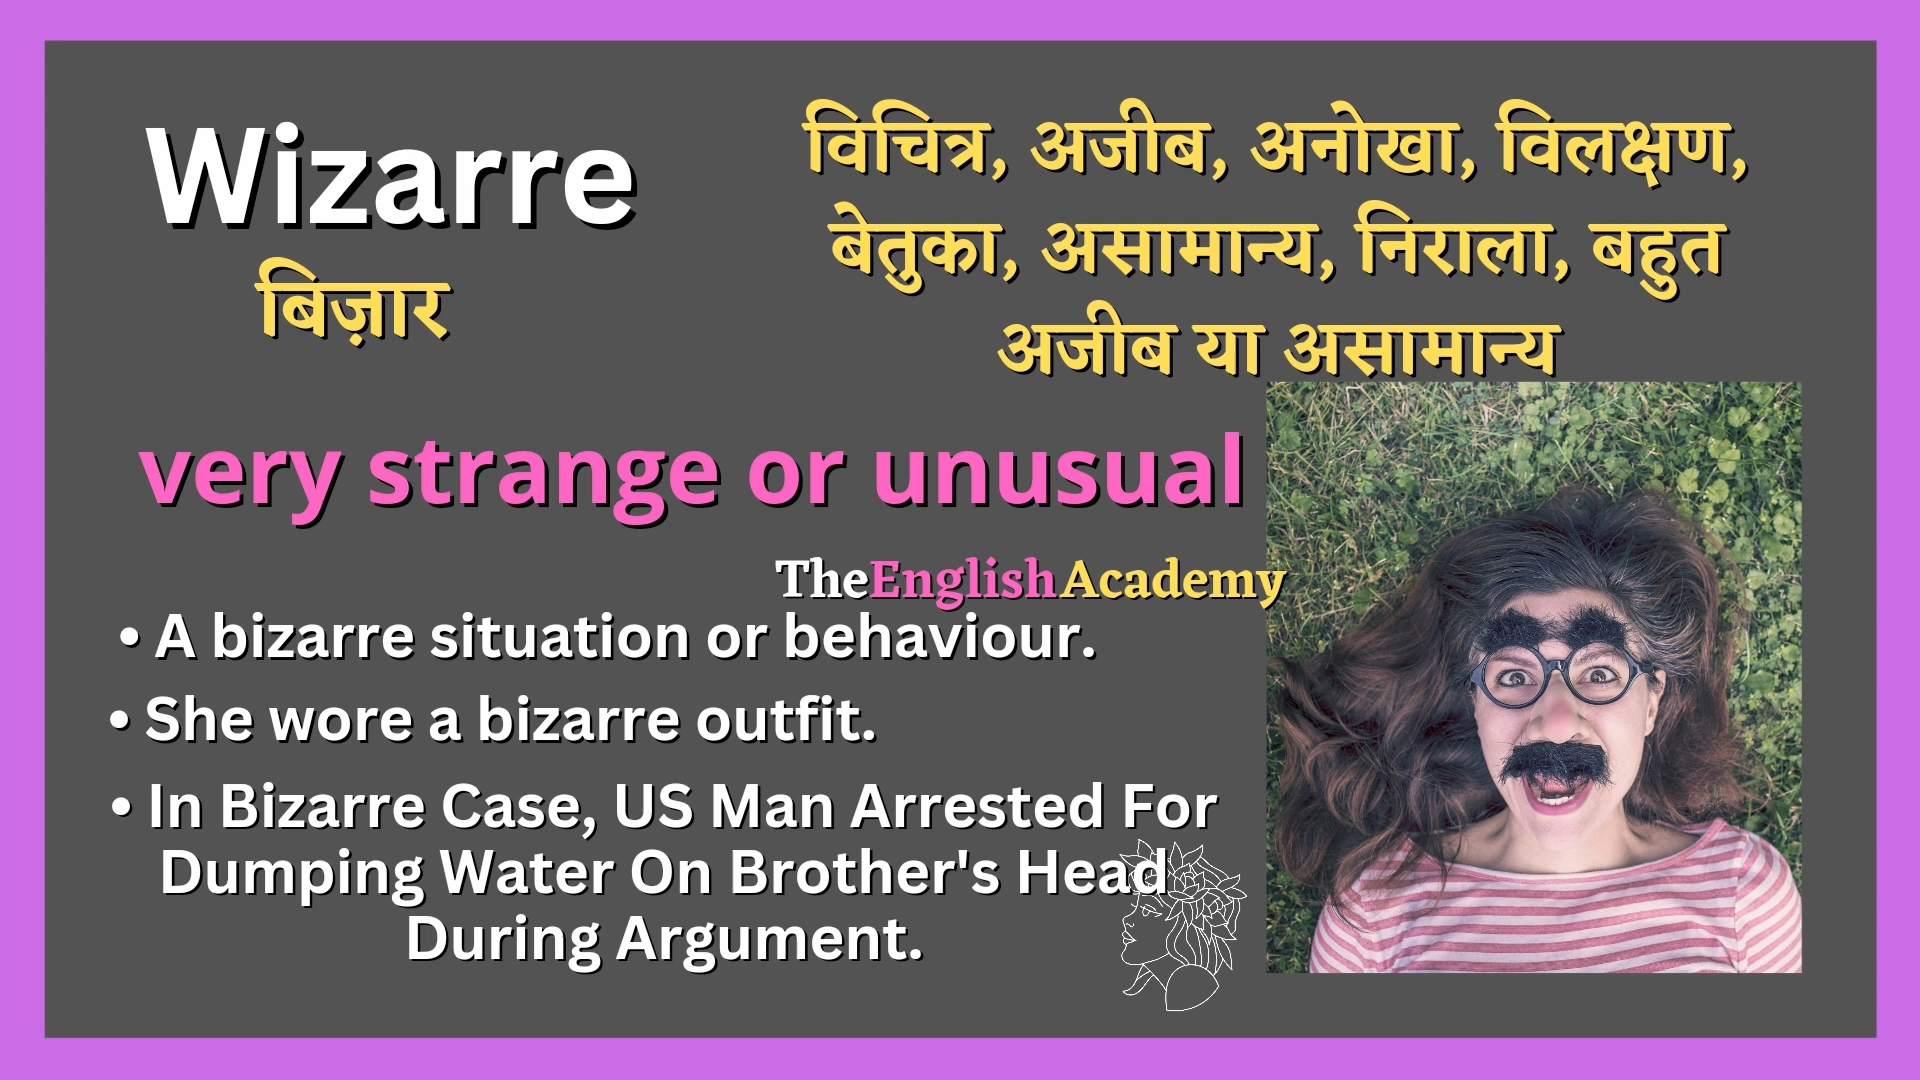 Wizarre
बिज़ार
विचित्र, अजीब, अनोखा, विलक्षण,
बेतुका, असामान्य, निराला, बहुत
अजीब या असामान्य
very strange or unusual
TheEnglishAcademy
• A bizarre situation or behaviour.
• She wore a bizarre outfit.
• In Bizarre Case, US Man Arrested For
Dumping Water On Brother's Head
During Argument.